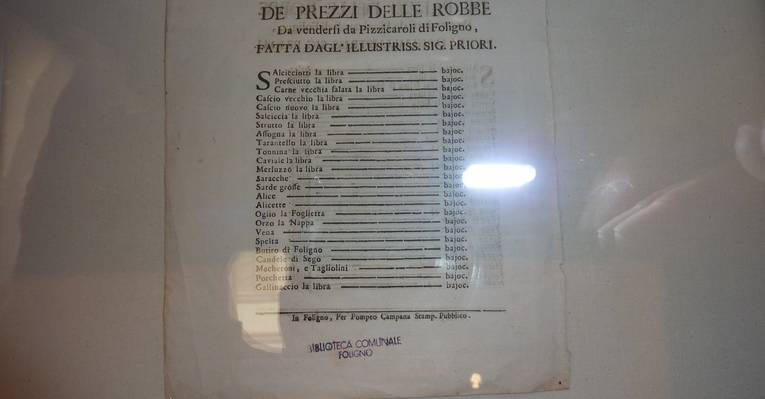 DE PREZZI DELLE ROBBE
Da venderſi da Pizzicaroli di Foligno,
FATTA DAGL' ILLUSTRISS. SIG. PRIORI.
SAlciccioti la libra bajoc.
Preſciutto la libra bajoc.
Carne vecchia ſalata la libra bajoc.
Caſcio vecchio la libra bajoc.
Caſcio nuovo la libra bajoc.
Salciccia la libra bajoc.
Strutto la libra bajoc.
Aſſogna la libra bajoc.
Tarantello la libra bajoc.
Tonnina la libra bajoc.
Caviale la libra bajoc.
Merluzzo la libra bajoc.
Saracche bajoc.
Sarde groſſe bajoc.
Alice bajoc.
Alicette bajoc.
Oglio la Foglietta bajoc.
Orzo la Nappa bajoc.
Vena bajoc.
Spelta bajoc.
Butiro di Foligno bajoc.
Candele di Sego bajoc.
Macheroni, e Tagliolini bajoc.
Porchetta bajoc.
Gallinaccio la libra bajoc.
In Foligno, Per Pompeo Campana Stamp. Pubblico.
BIBLIOTECA COMUNALE
FOLIGNO